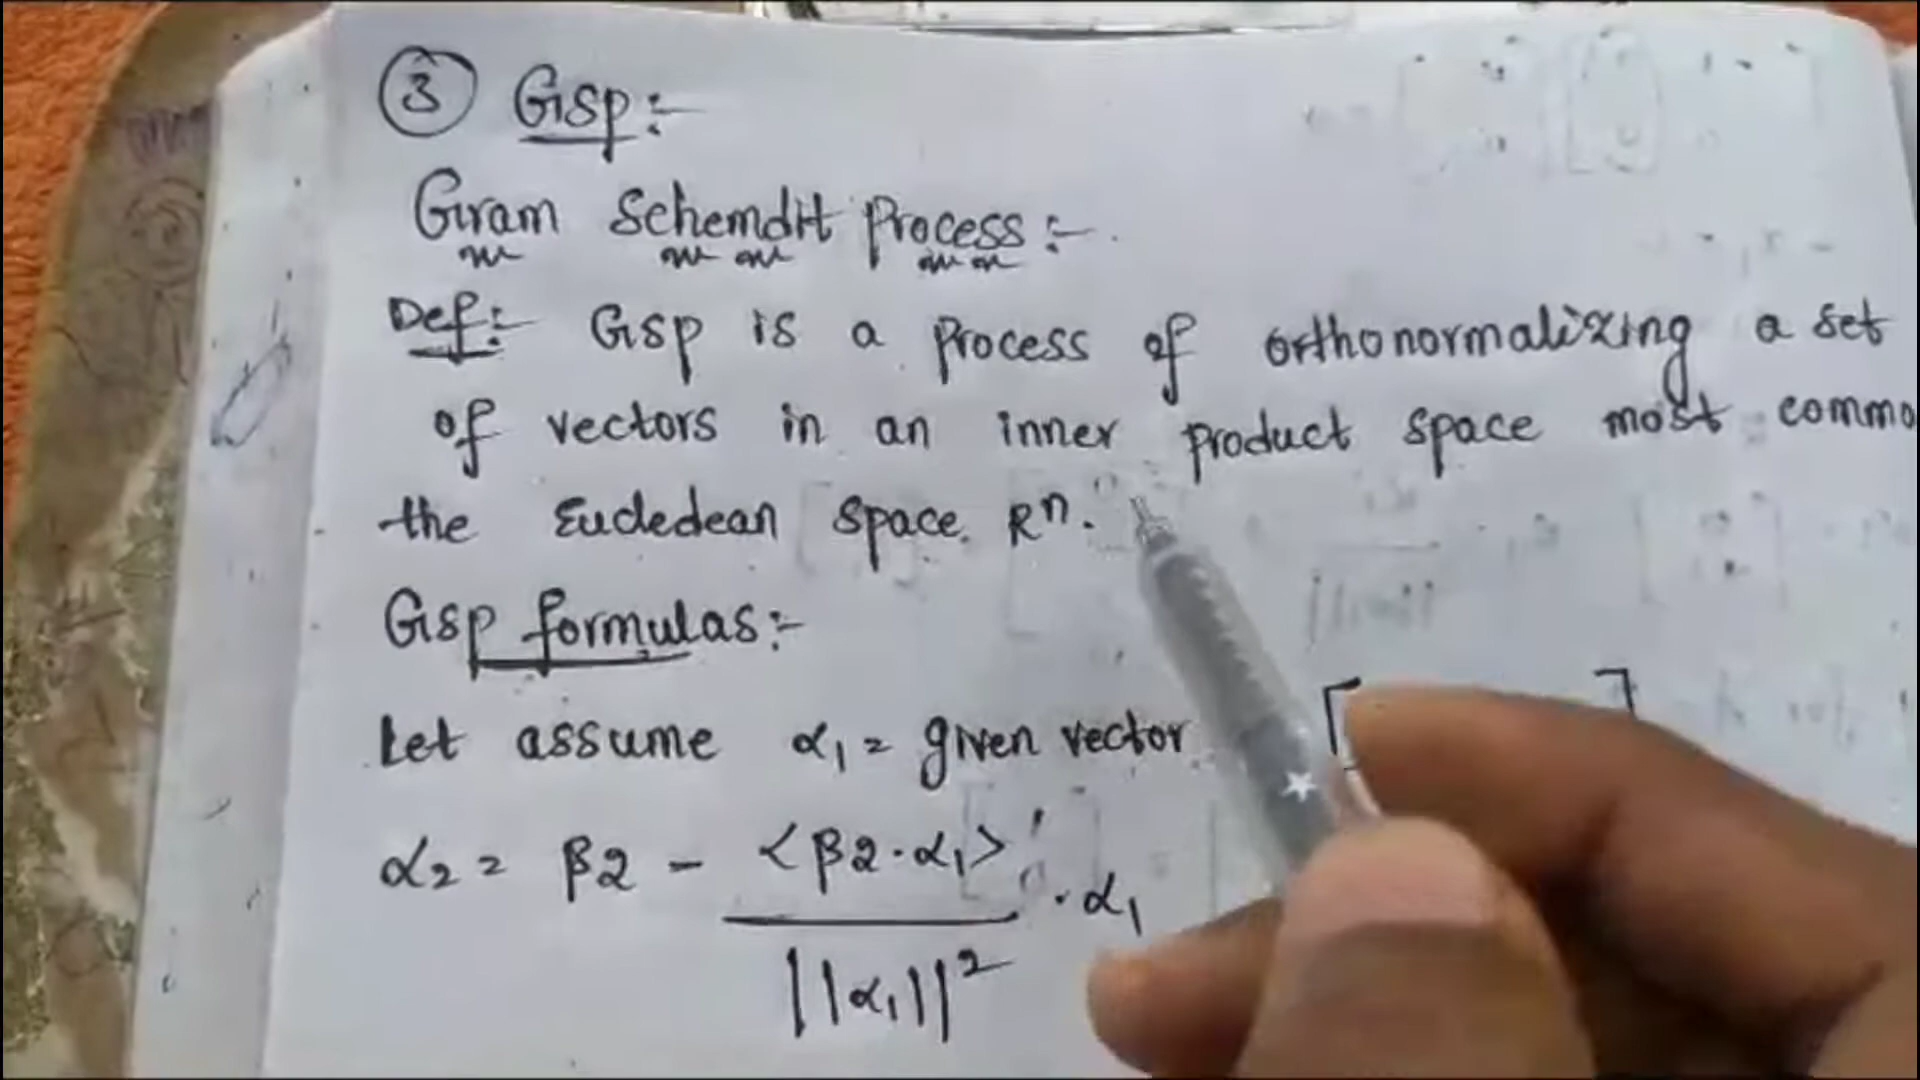 ③ GSP:-
Gram Schemdit Process:-
Def:- GSP is a process of orthonormalizing a set
of vectors in an inner product space most commo
the Eucledean space R^n.
GSP formulas:-
Let assume α1 = given vector [ ]
α2 = β2 - <β2·α1> / ||α1||^2 · α1